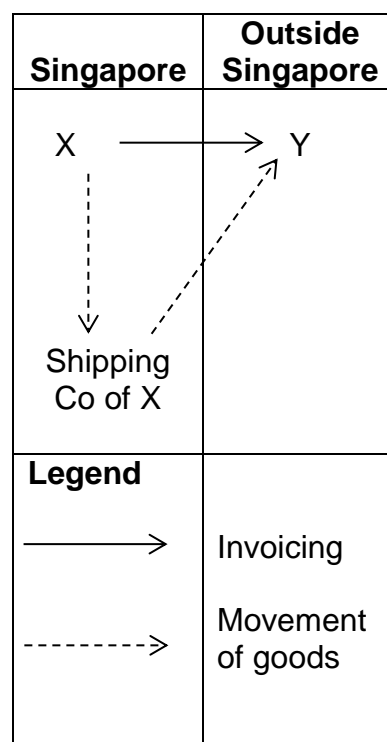 Singapore
Outside
Singapore
X
Y
Shipping
Co of X
Legend
Invoicing
Movement
of goods